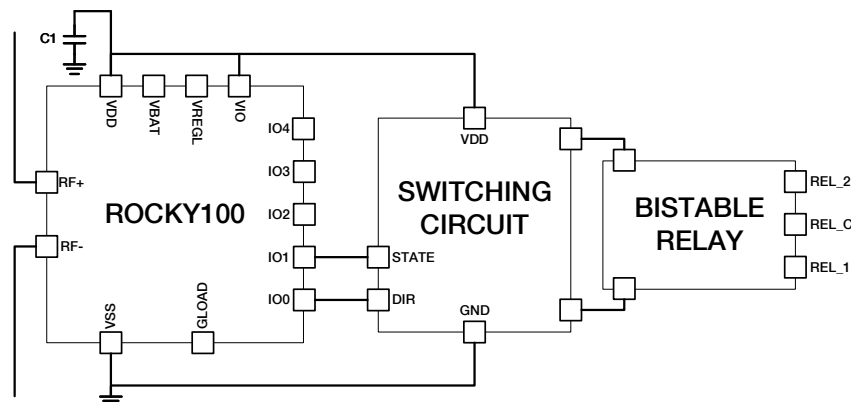 C1
VDD
VBAT
VREGL
VIO
IO4
IO3
IO2
IO1
IO0
RF+
RF-
ROCKY100
VSS
GLOAD
VDD
SWITCHING
CIRCUIT
STATE
DIR
GND
BISTABLE
RELAY
REL_2
REL_C
REL_1